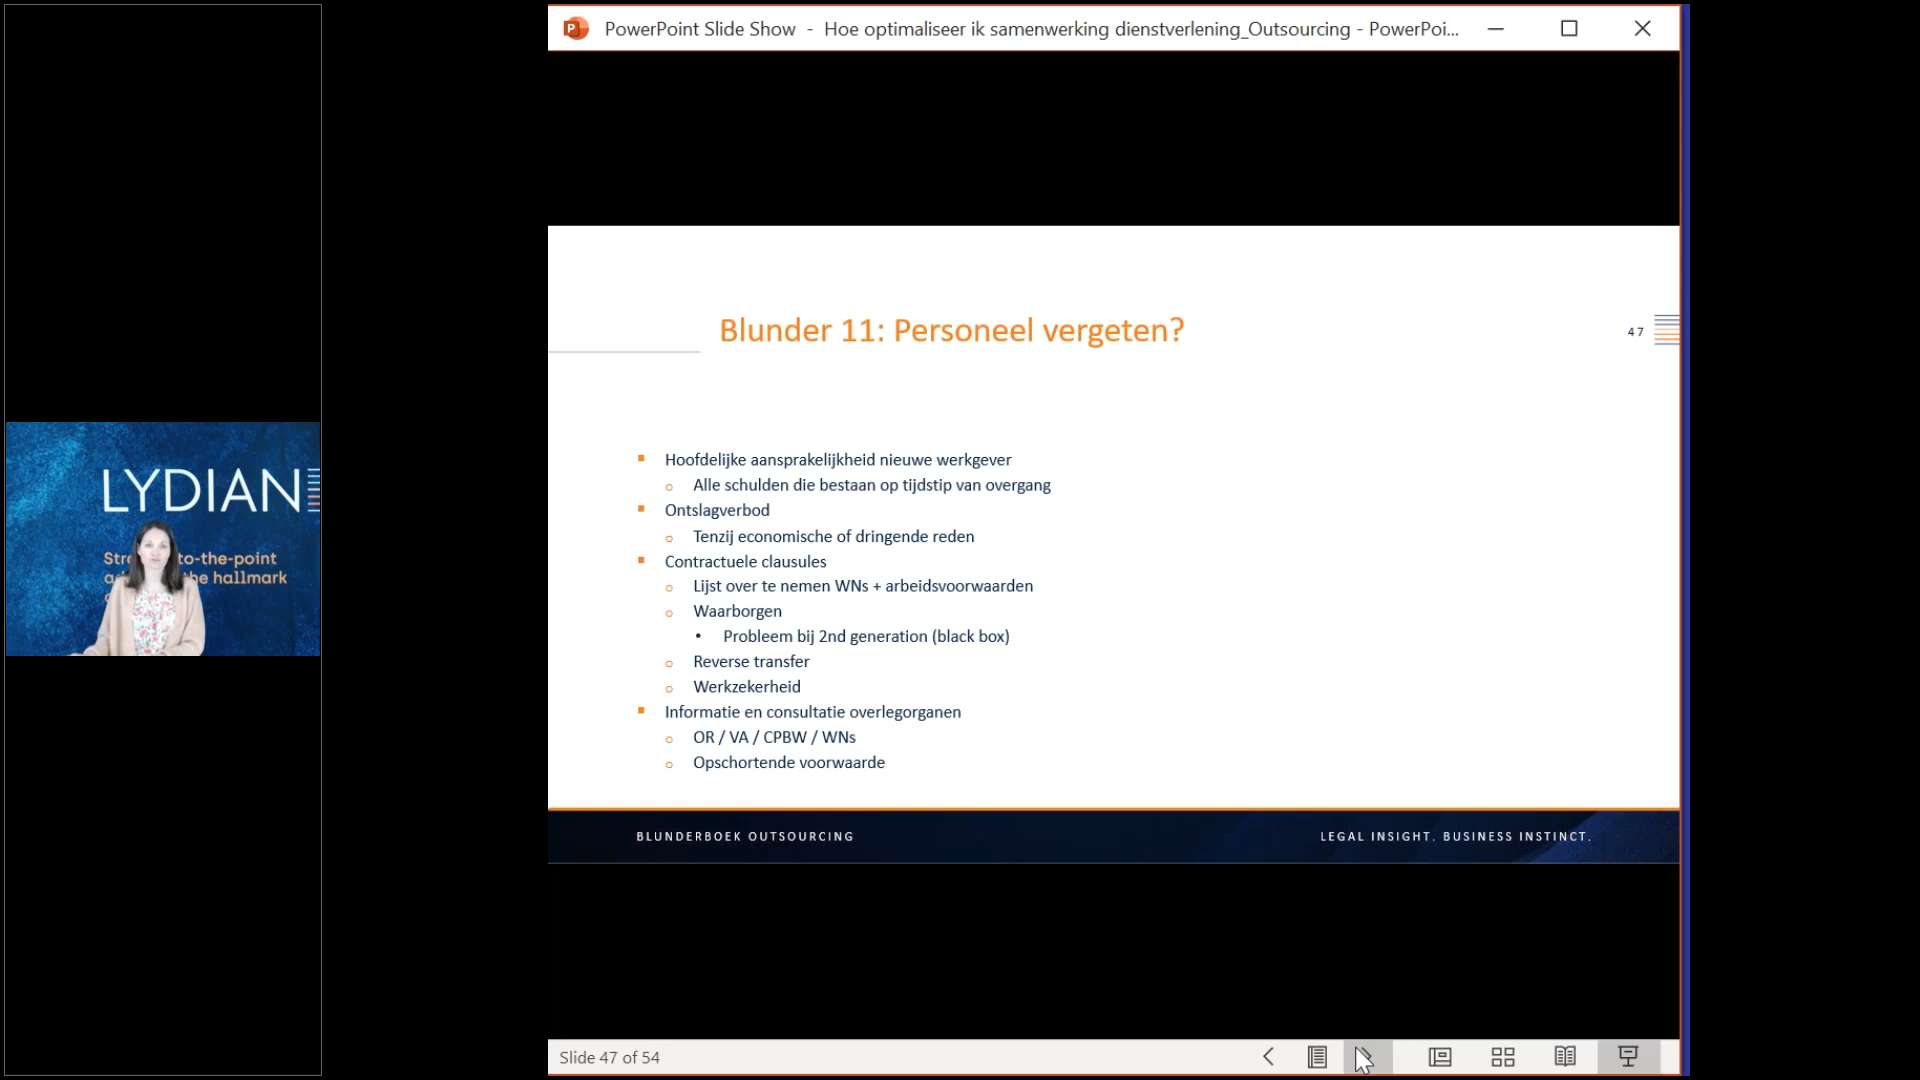 PowerPoint Slide Show - Hoe optimaliseer ik samenwerking dienstverlening_Outsourcing - PowerPoi...
Blunder 11: Personeel vergeten?
47
Hoofdelijke aansprakelijkheid nieuwe werkgever
Alle schulden die bestaan op tijdstip van overgang
Ontslagverbod
Tenzij economische of dringende reden
Contractuele clausules
Lijst over te nemen WNs + arbeidsvoorwaarden
Waarborgen
Probleem bij 2nd generation (black box)
Reverse transfer
Werkzekerheid
Informatie en consultatie overlegorganen
OR / VA / CPBW / WNs
Opschortende voorwaarde
BLUNDERBOEK OUTSOURCING
LEGAL INSIGHT. BUSINESS INSTINCT.
Slide 47 of 54
LYDIAN
to-the-point
he hallmark